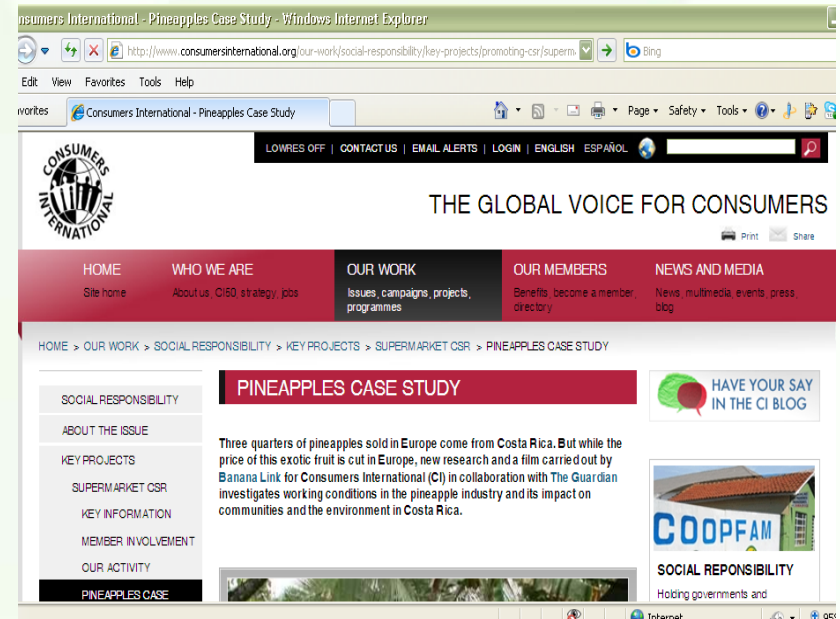 nsumers International - Pineapples Case Study - Windows Internet Explorer
http://www.consumersinternational.org/our-work/social-responsibility/key-projects/promoting-csr/superm
Bing
Edit View Favorites Tools Help
avorites Consumers International - Pineapples Case Study Page Safety Tools
LOWRES OFF | CONTACT US | EMAIL ALERTS | LOGIN | ENGLISH ESPAÑOL
CONSUMERS INTERNATIONAL
THE GLOBAL VOICE FOR CONSUMERS
Print Share
HOME WHO WE ARE OUR WORK OUR MEMBERS NEWS AND MEDIA
Site home About us, CI50, strategy, jobs Issues, campaigns, projects, programmes Benefits, become a member, directory News, multimedia, events, press, blog
HOME > OUR WORK > SOCIAL RESPONSIBILITY > KEY PROJECTS > SUPERMARKET CSR > PINEAPPLES CASE STUDY
SOCIAL RESPONSIBILITY
ABOUT THE ISSUE
KEY PROJECTS
SUPERMARKET CSR
KEY INFORMATION
MEMBER INVOLVEMENT
OUR ACTIVITY
PINEAPPLES CASE
PINEAPPLES CASE STUDY
Three quarters of pineapples sold in Europe come from Costa Rica. But while the
price of this exotic fruit is cut in Europe, new research and a film carried out by
Banana Link for Consumers International (CI) in collaboration with The Guardian
investigates working conditions in the pineapple industry and its impact on
communities and the environment in Costa Rica.
HAVE YOUR SAY
IN THE CI BLOG
COOPFAM
SOCIAL REPONSIBILITY
Holding governments and
Internet 95%